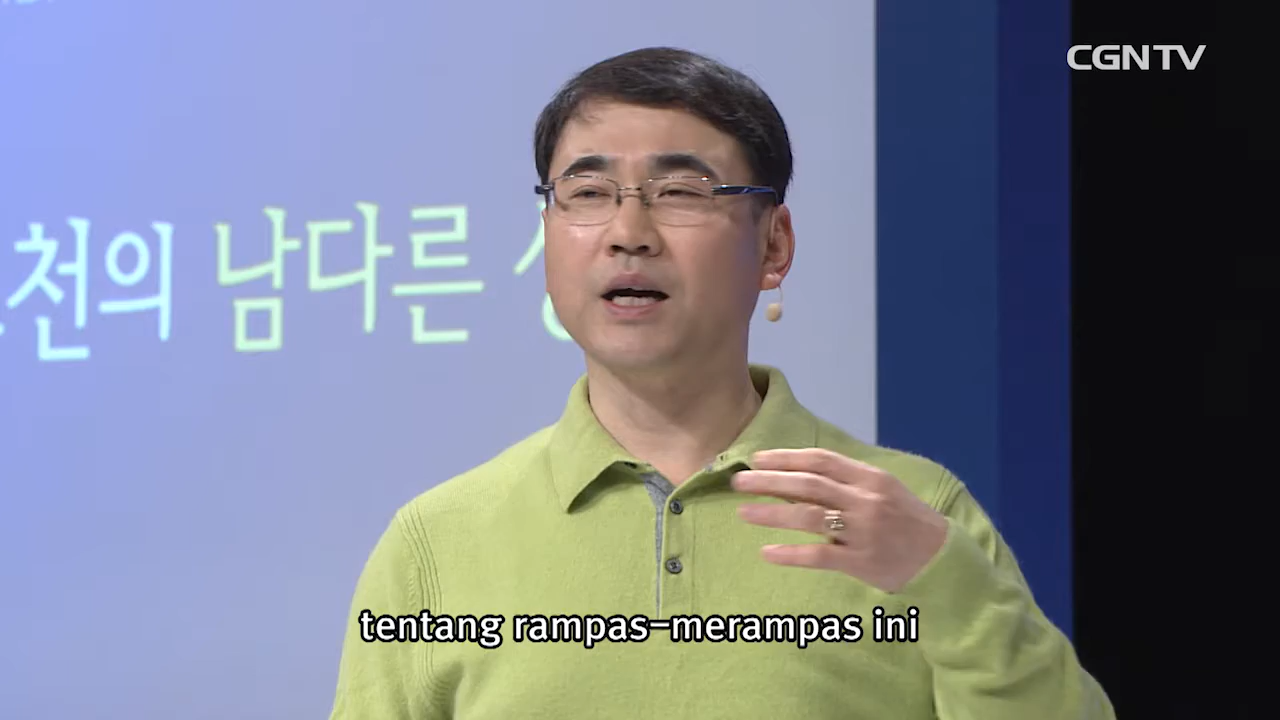 CGNTV
천의 남다른
tentang rampas-merampas ini